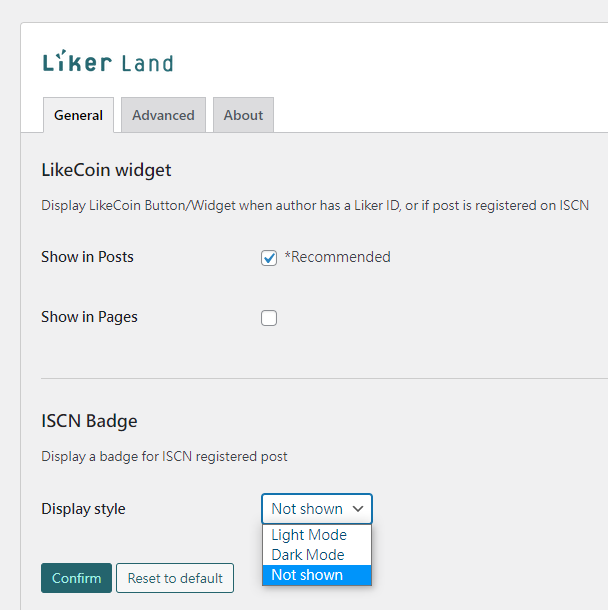 Liker Land
General Advanced About
LikeCoin widget
Display LikeCoin Button/Widget when author has a Liker ID, or if post is registered on ISCN
Show in Posts *Recommended
Show in Pages
ISCN Badge
Display a badge for ISCN registered post
Display style Not shown
Light Mode
Dark Mode
Not shown
Confirm Reset to default